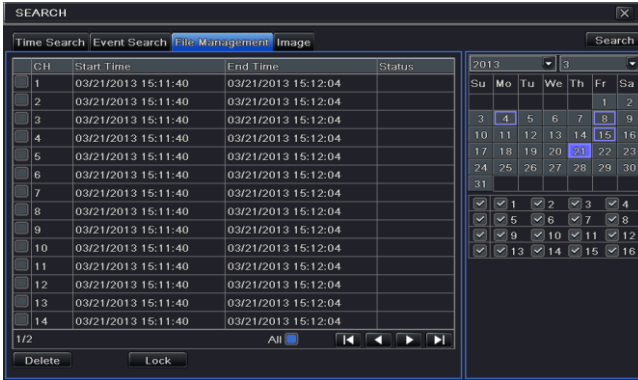 SEARCH
Time Search Event Search File Management Image Search
CH Start Time End Time Status
1 03/21/2013 15:11:40 03/21/2013 15:12:04
2 03/21/2013 15:11:40 03/21/2013 15:12:04
3 03/21/2013 15:11:40 03/21/2013 15:12:04
4 03/21/2013 15:11:40 03/21/2013 15:12:04
5 03/21/2013 15:11:40 03/21/2013 15:12:04
6 03/21/2013 15:11:40 03/21/2013 15:12:04
7 03/21/2013 15:11:40 03/21/2013 15:12:04
8 03/21/2013 15:11:40 03/21/2013 15:12:04
9 03/21/2013 15:11:40 03/21/2013 15:12:04
10 03/21/2013 15:11:40 03/21/2013 15:12:04
11 03/21/2013 15:11:40 03/21/2013 15:12:04
12 03/21/2013 15:11:40 03/21/2013 15:12:04
13 03/21/2013 15:11:40 03/21/2013 15:12:04
14 03/21/2013 15:11:40 03/21/2013 15:12:04
1/2 All
Delete Lock
2013 3
Su Mo Tu We Th Fr Sa
1 2
3 4 5 6 7 8 9
10 11 12 13 14 15 16
17 18 19 20 21 22 23
24 25 26 27 28 29 30
31
1 2 3 4
5 6 7 8
9 10 11 12
13 14 15 16